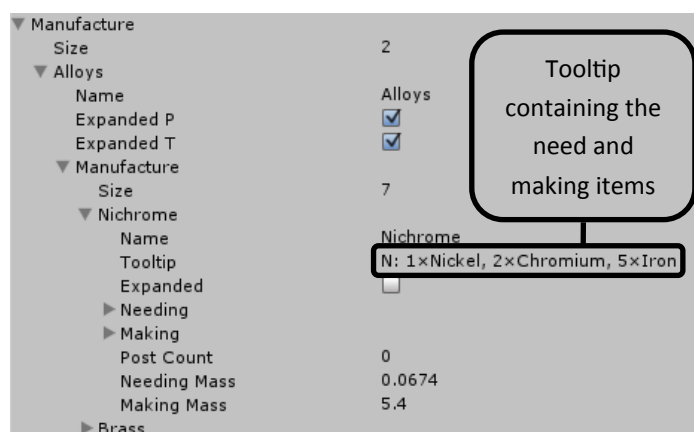 Manufacture
Size 2
Alloys
Name Alloys
Expanded P
Expanded T
Manufacture
Size 7
Nichrome
Name Nichrome
Tooltip N: 1×Nickel, 2×Chromium, 5×Iron
Expanded
Needing
Making
Post Count 0
Needing Mass 0.0674
Making Mass 5.4
Brass
Tooltip
containing the
need and
making items